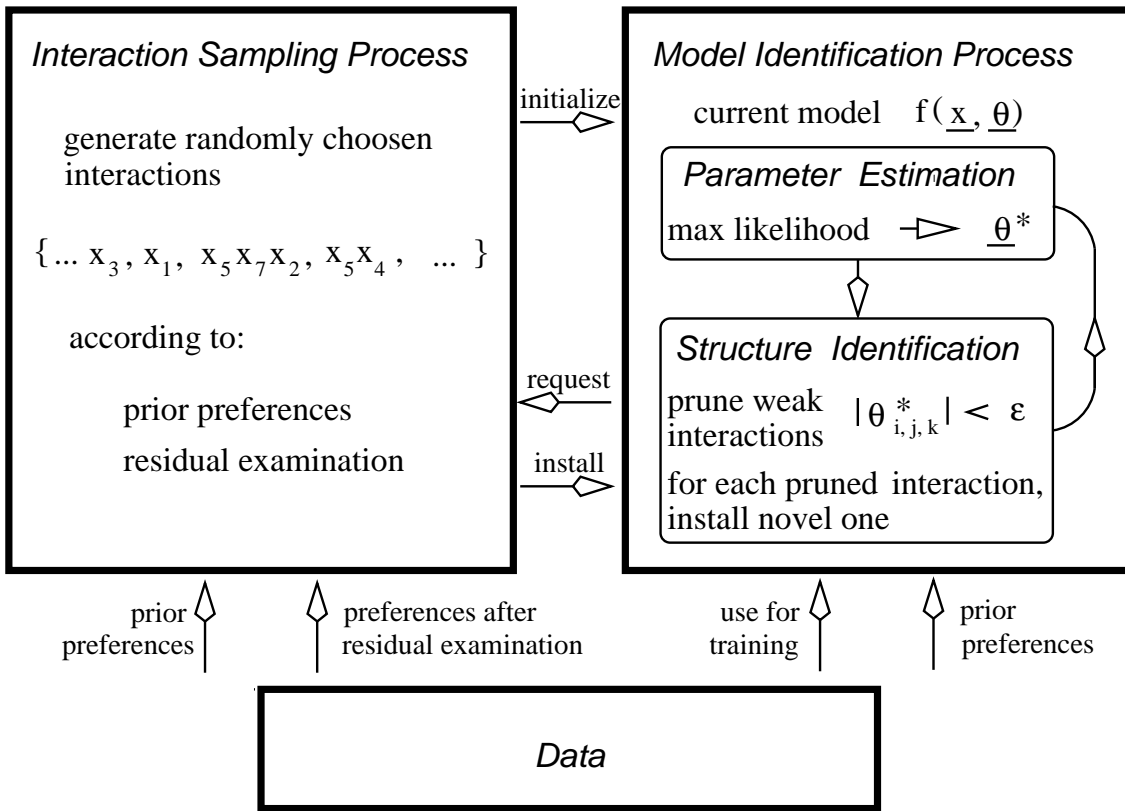 Interaction Sampling Process
generate randomly choosen
interactions
{... x₃, x₁, x₅x₇x₂, x₅x₄, ... }
according to:
prior preferences
residual examination
initialize
request
install
Model Identification Process
current model f(x, θ)
Parameter Estimation
max likelihood θ*
Structure Identification
prune weak
interactions
|θ*i, j, k| < ε
for each pruned interaction,
install novel one
prior
preferences
preferences after
residual examination
use for
training
prior
preferences
Data